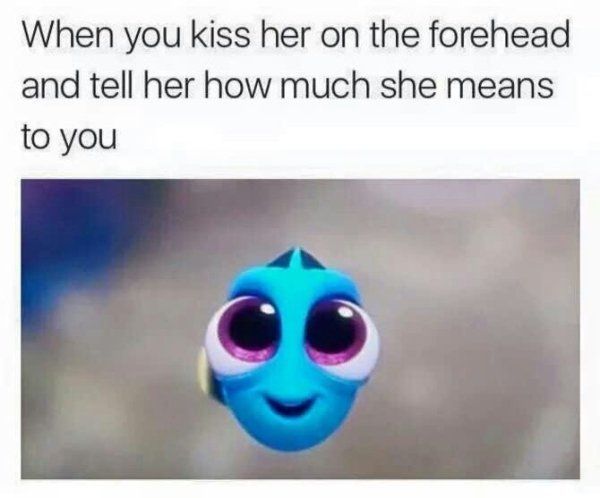 When you kiss her on the forehead
and tell her how much she means
to you